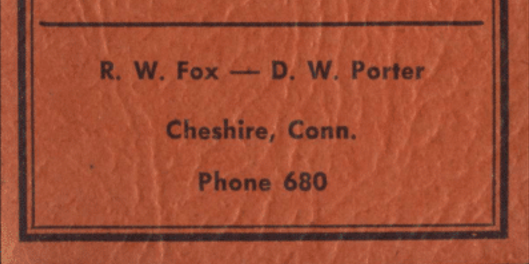 R. W. Fox — D. W. Porter
Cheshire, Conn.
Phone 680